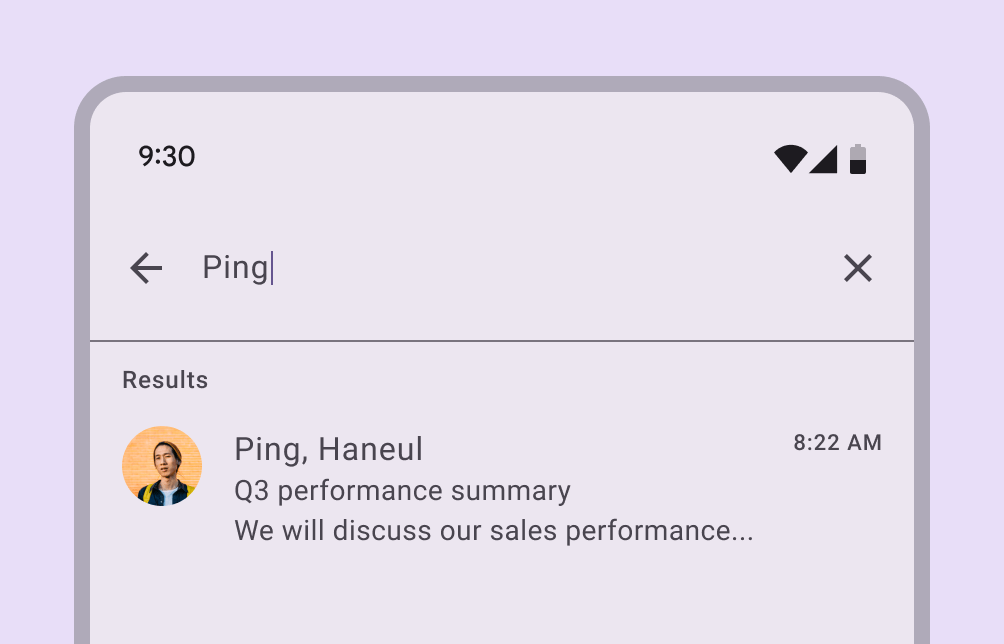 9:30
Ping
Results
Ping, Haneul
8:22 AM
Q3 performance summary
We will discuss our sales performance...